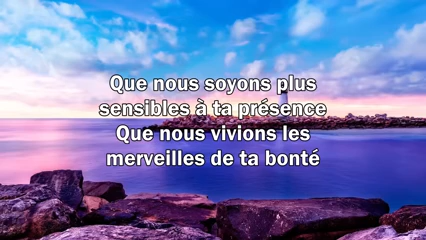 Que nous soyons plus
sensibles à ta présence
Que nous vivions les
merveilles de ta bonté